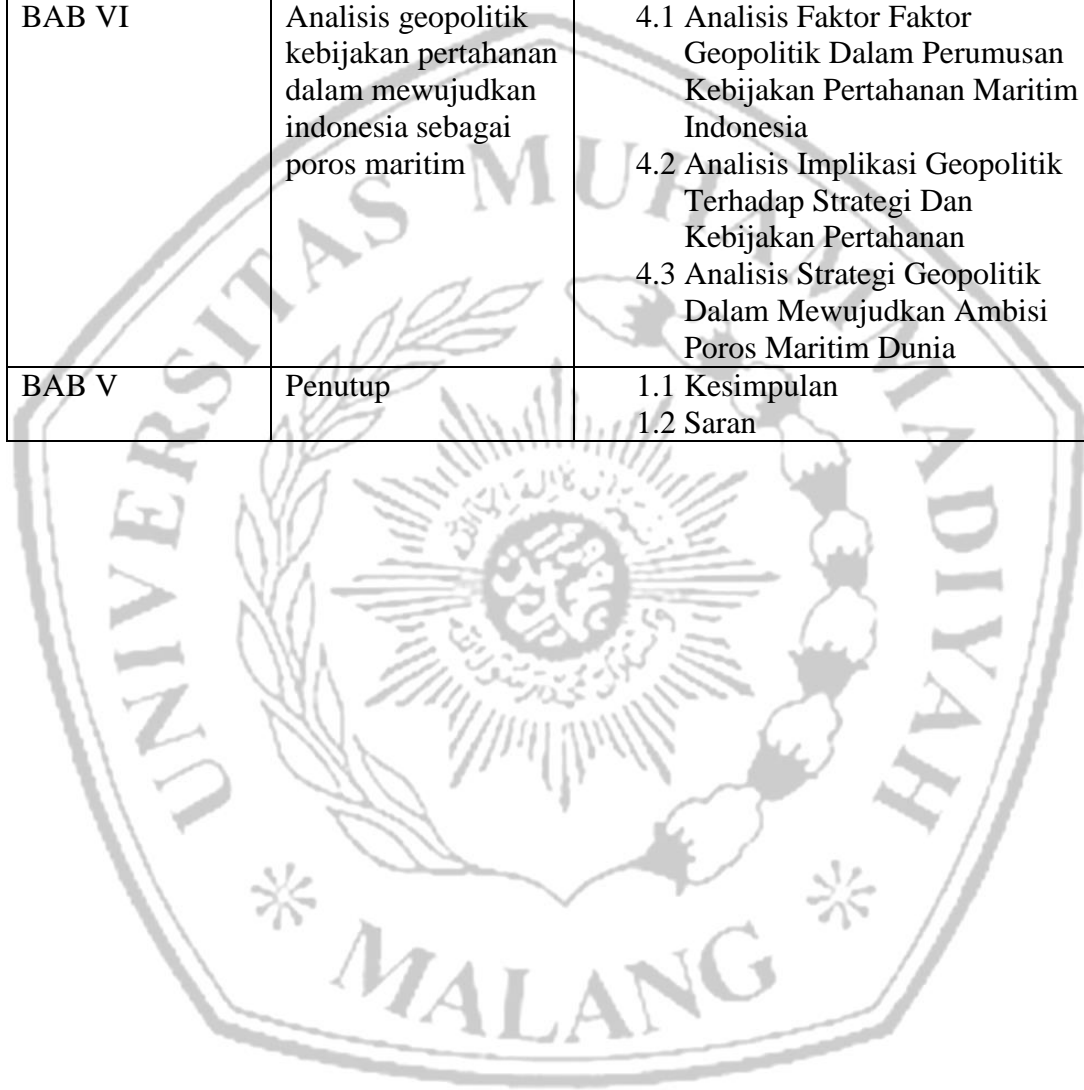 BAB VI
Analisis geopolitik
kebijakan pertahanan
dalam mewujudkan
indonesia sebagai
poros maritim
4.1 Analisis Faktor Faktor
Geopolitik Dalam Perumusan
Kebijakan Pertahanan Maritim
Indonesia
4.2 Analisis Implikasi Geopolitik
Terhadap Strategi Dan
Kebijakan Pertahanan
4.3 Analisis Strategi Geopolitik
Dalam Mewujudkan Ambisi
Poros Maritim Dunia
BAB V
Penutup
1.1 Kesimpulan
1.2 Saran
UNIVERSITAS MUHAMMADIYAH
MALANG